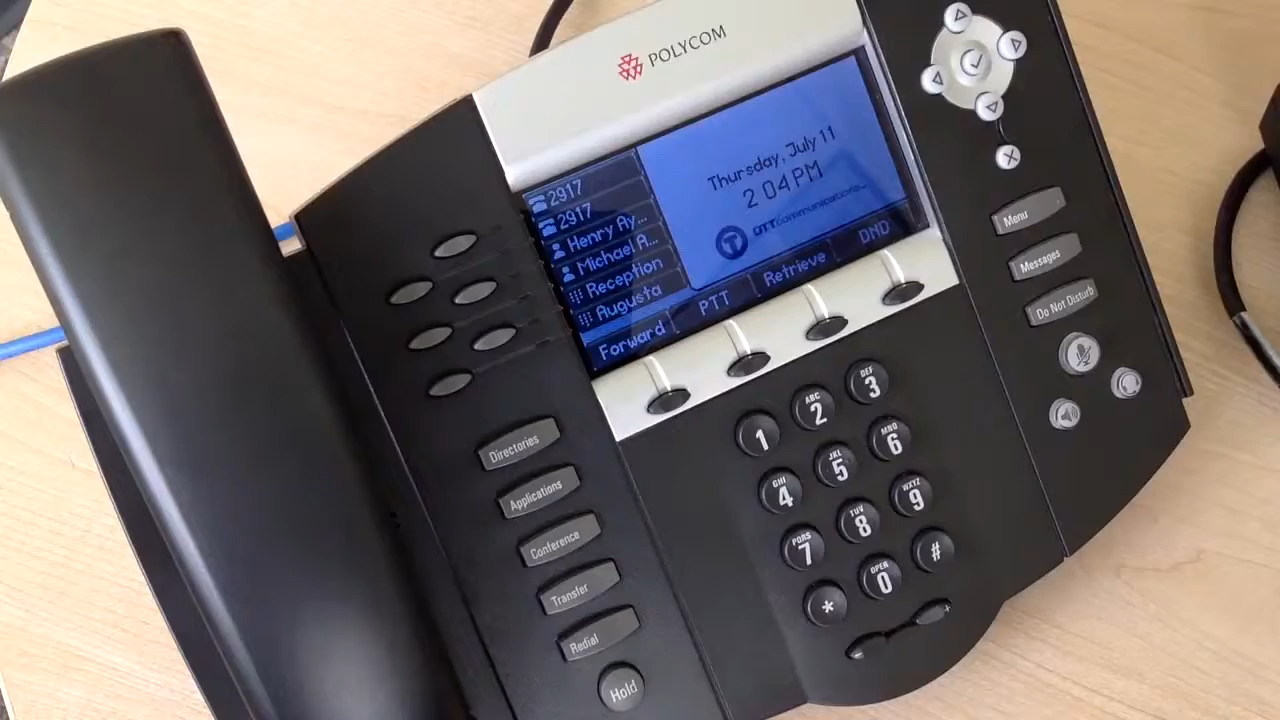 POLYCOM
Thursday, July 11
2 04 PM
DTTcommunications...
2917
2917
Henry Ay...
Michael A...
Reception
Augusta
Forward
PTT
Retrieve
DND
Menu
Messages
Do Not Disturb
Directories
Applications
Conference
Transfer
Redial
Hold
1
ABC
2
DEF
3
GHI
4
JKL
5
MNO
6
PQRS
7
TUV
8
WXYZ
9
*
OPER
0
#